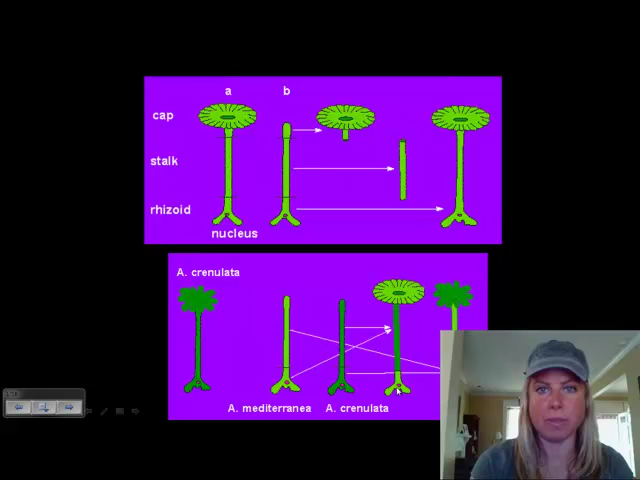 a b
cap
stalk
rhizoid
nucleus
A. crenulata
A. mediterranea A. crenulata